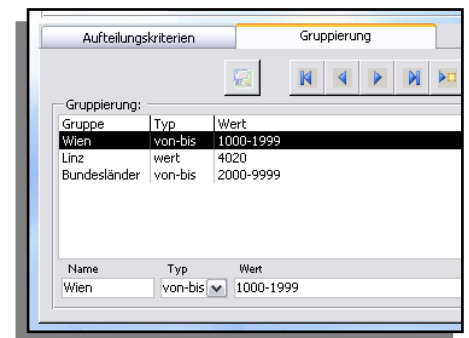 Aufteilungskriterien Gruppierung
Gruppierung:
Gruppe Typ Wert
Wien von-bis 1000-1999
Linz wert 4020
Bundesländer von-bis 2000-9999
Name Typ Wert
Wien von-bis 1000-1999